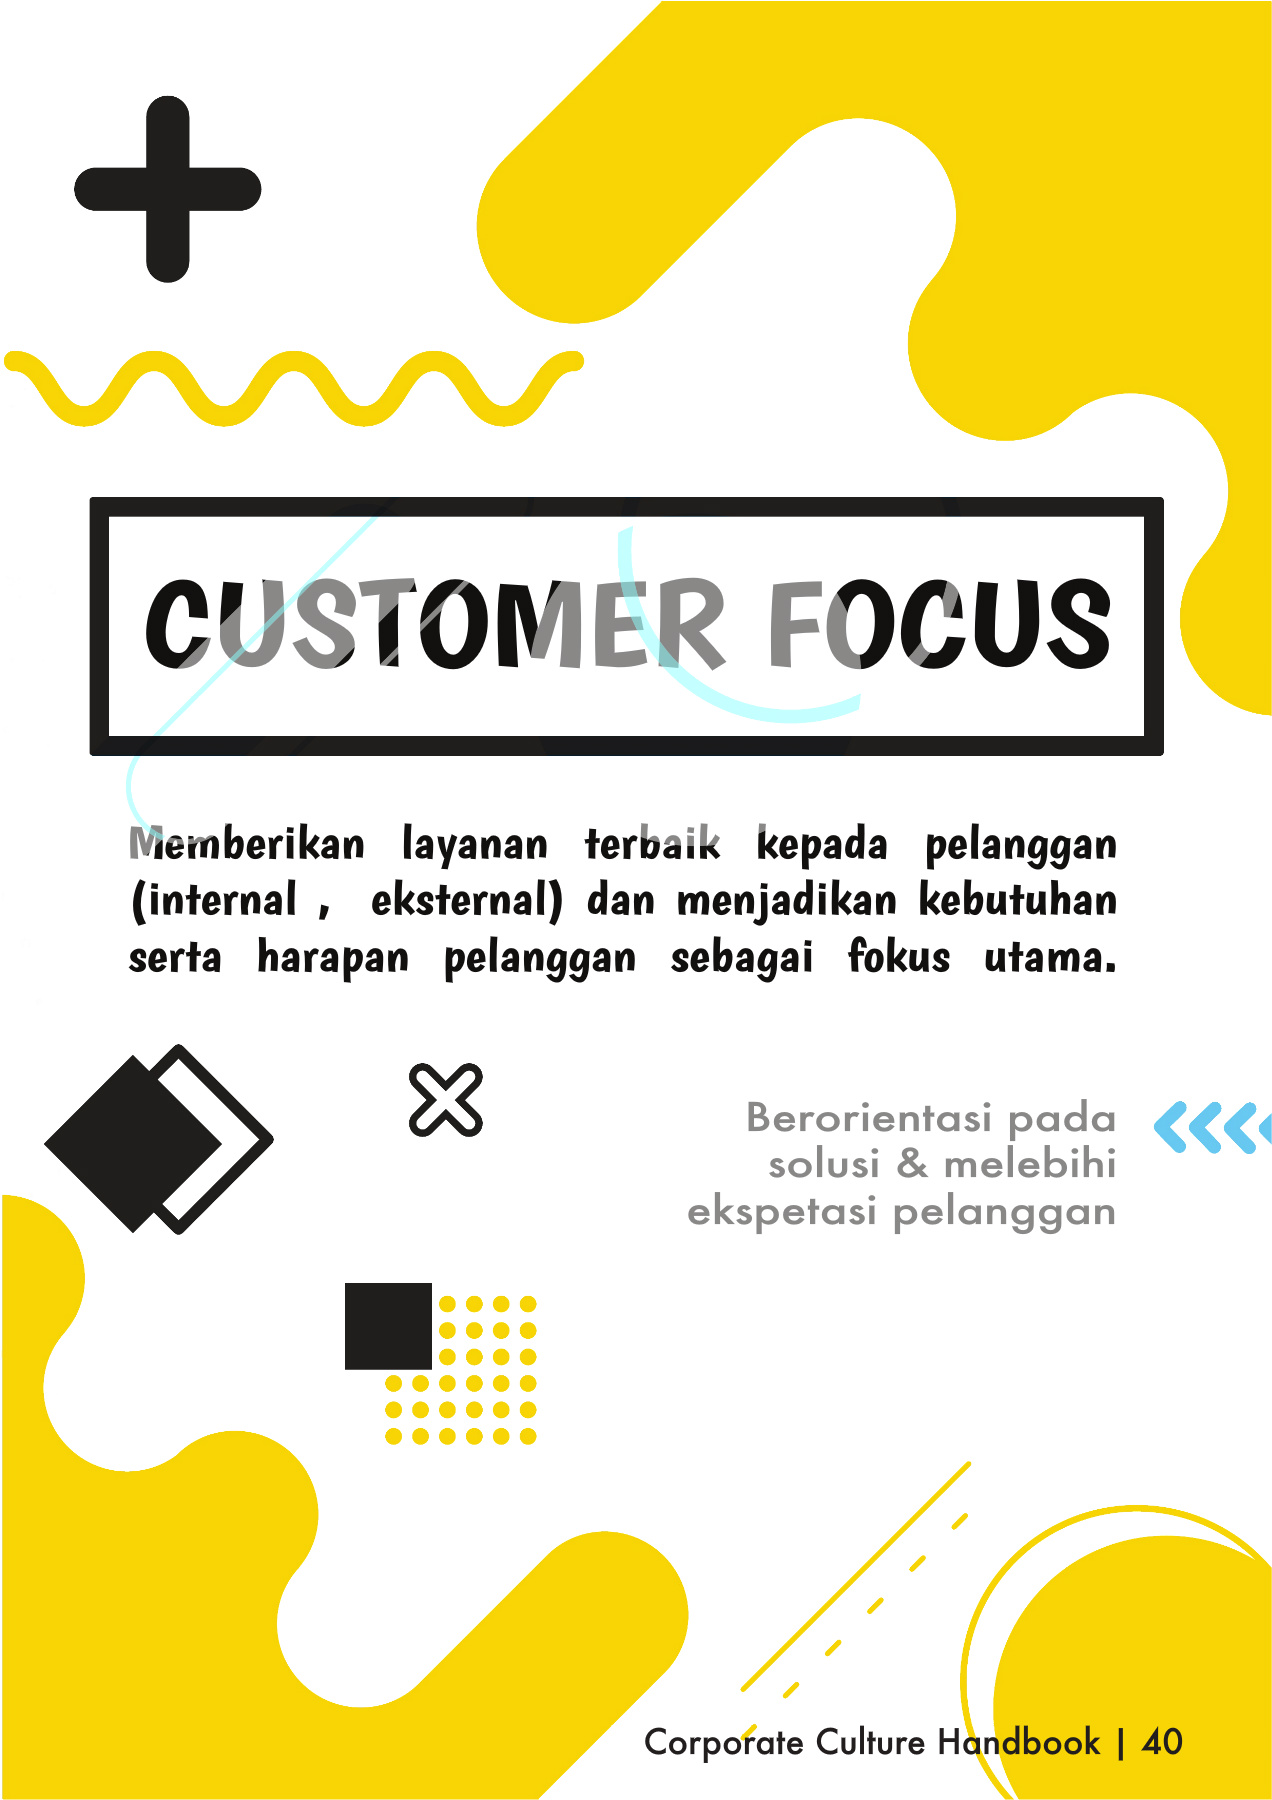 CUSTOMER FOCUS
Memberikan layanan terbaik kepada pelanggan
(internal , eksternal) dan menjadikan kebutuhan
serta harapan pelanggan sebagai fokus utama.
Berorientasi pada
solusi & melebihi
ekspetasi pelanggan
Corporate Culture Handbook | 40